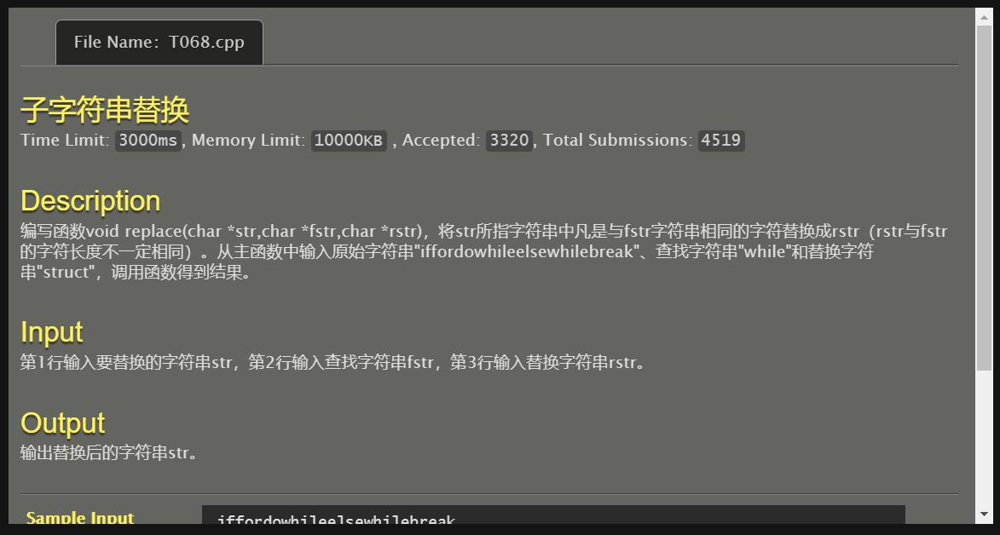 File Name：T068.cpp
子字符串替换
Time Limit: 3000ms, Memory Limit: 10000KB , Accepted: 3320, Total Submissions: 4519
Description
编写函数void replace(char *str,char *fstr,char *rstr)，将str所指字符串中凡是与fstr字符串相同的字符替换成rstr（rstr与fstr
的字符长度不一定相同）。从主函数中输入原始字符串"iffordowhileelsewhilebreak"、查找字符串"while"和替换字符
串"struct"，调用函数得到结果。
Input
第1行输入要替换的字符串str，第2行输入查找字符串fstr，第3行输入替换字符串rstr。
Output
输出替换后的字符串str。
Sample Input
iffordowhileelsewhilebreak